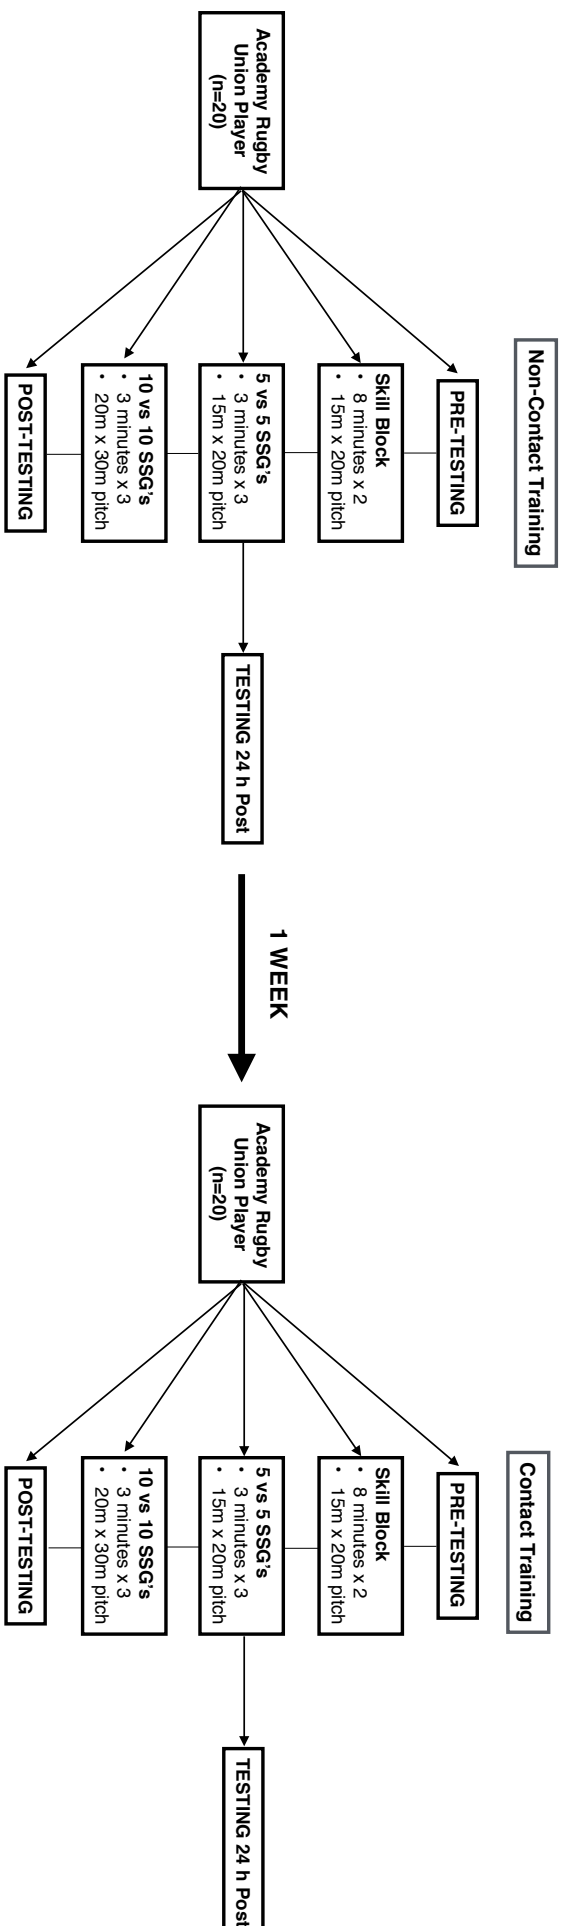 Non-Contact Training
Academy Rugby
Union Player
(n=20)
PRE-TESTING
Skill Block
• 8 minutes x 2
• 15m x 20m pitch
5 vs 5 SSG's
• 3 minutes x 3
• 15m x 20m pitch
10 vs 10 SSG's
• 3 minutes x 3
• 20m x 30m pitch
POST-TESTING
TESTING 24 h Post
1 WEEK
Contact Training
Academy Rugby
Union Player
(n=20)
PRE-TESTING
Skill Block
• 8 minutes x 2
• 15m x 20m pitch
5 vs 5 SSG's
• 3 minutes x 3
• 15m x 20m pitch
10 vs 10 SSG's
• 3 minutes x 3
• 20m x 30m pitch
POST-TESTING
TESTING 24 h Post